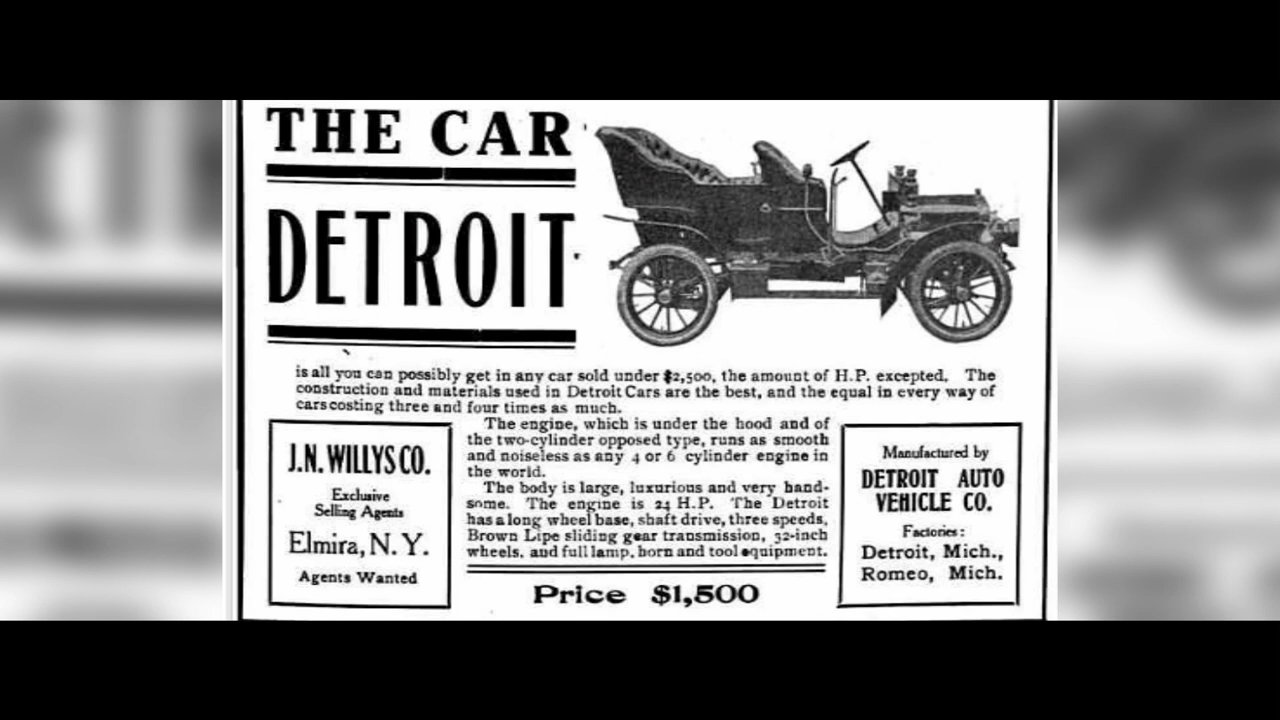 THE CAR
DETROIT
is all you can possibly get in any car sold under $2,500, the amount of H.P. excepted. The
construction and materials used in Detroit Cars are the best, and the equal in every way of
cars costing three and four times as much.
The engine, which is under the hood and of
the two-cylinder opposed type, runs as smooth
and noiseless as any 4 or 6 cylinder engine in
the world.
The body is large, luxurious and very hand-
some. The engine is 24 H.P. The Detroit
has a long wheel base, shaft drive, three speeds,
Brown Lipe sliding gear transmission, 32-inch
wheels, and full lamp, horn and tool equipment.
Price $1,500
J.N. WILLYS CO.
Exclusive
Selling Agents
Elmira, N. Y.
Agents Wanted
Manufactured by
DETROIT AUTO
VEHICLE CO.
Factories:
Detroit, Mich.,
Romeo, Mich.